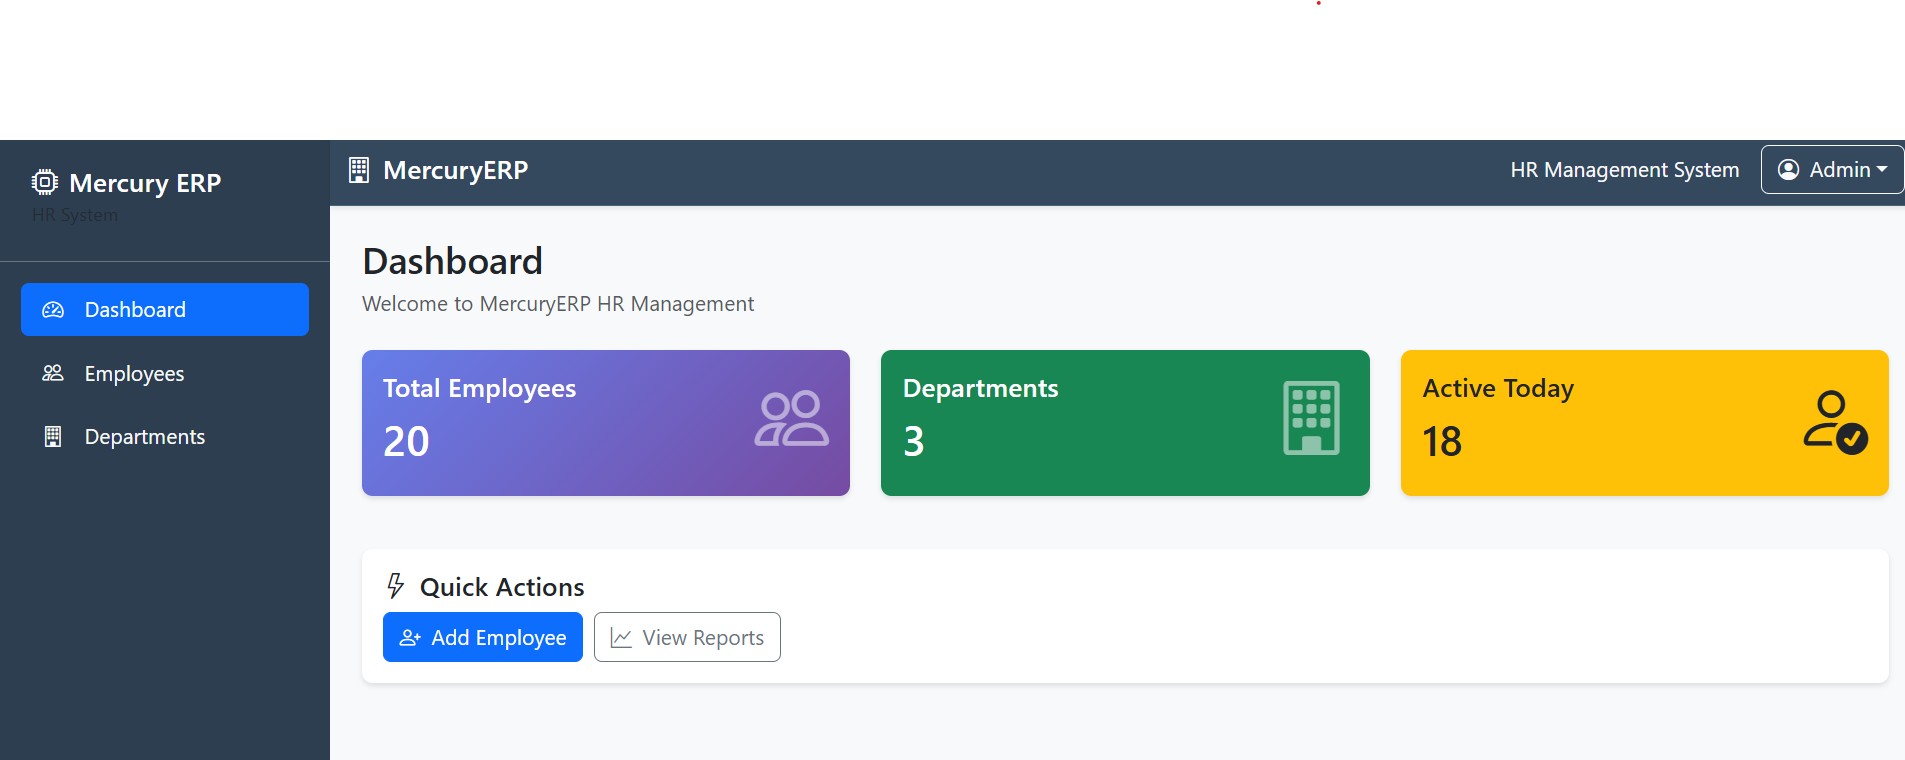 Mercury ERP
HR System
Dashboard
Employees
Departments
MercuryERP
HR Management System
Admin
Dashboard
Welcome to MercuryERP HR Management
Total Employees
20
Departments
3
Active Today
18
Quick Actions
Add Employee
View Reports